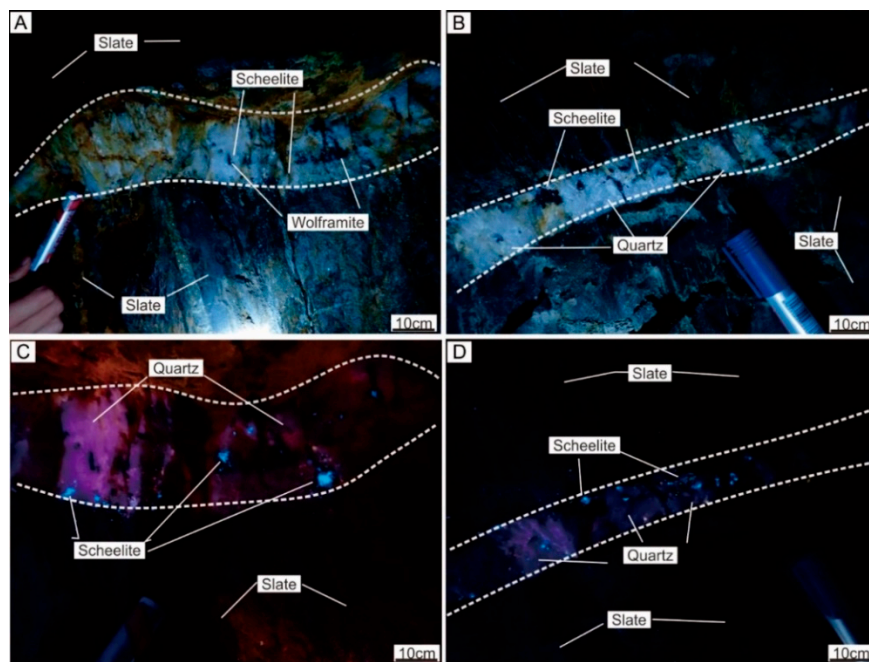 A
Slate
Scheelite
Wolframite
Slate
10cm
B
Slate
Scheelite
Quartz
Slate
10cm
C
Quartz
Scheelite
Slate
10cm
D
Slate
Scheelite
Quartz
Slate
10cm